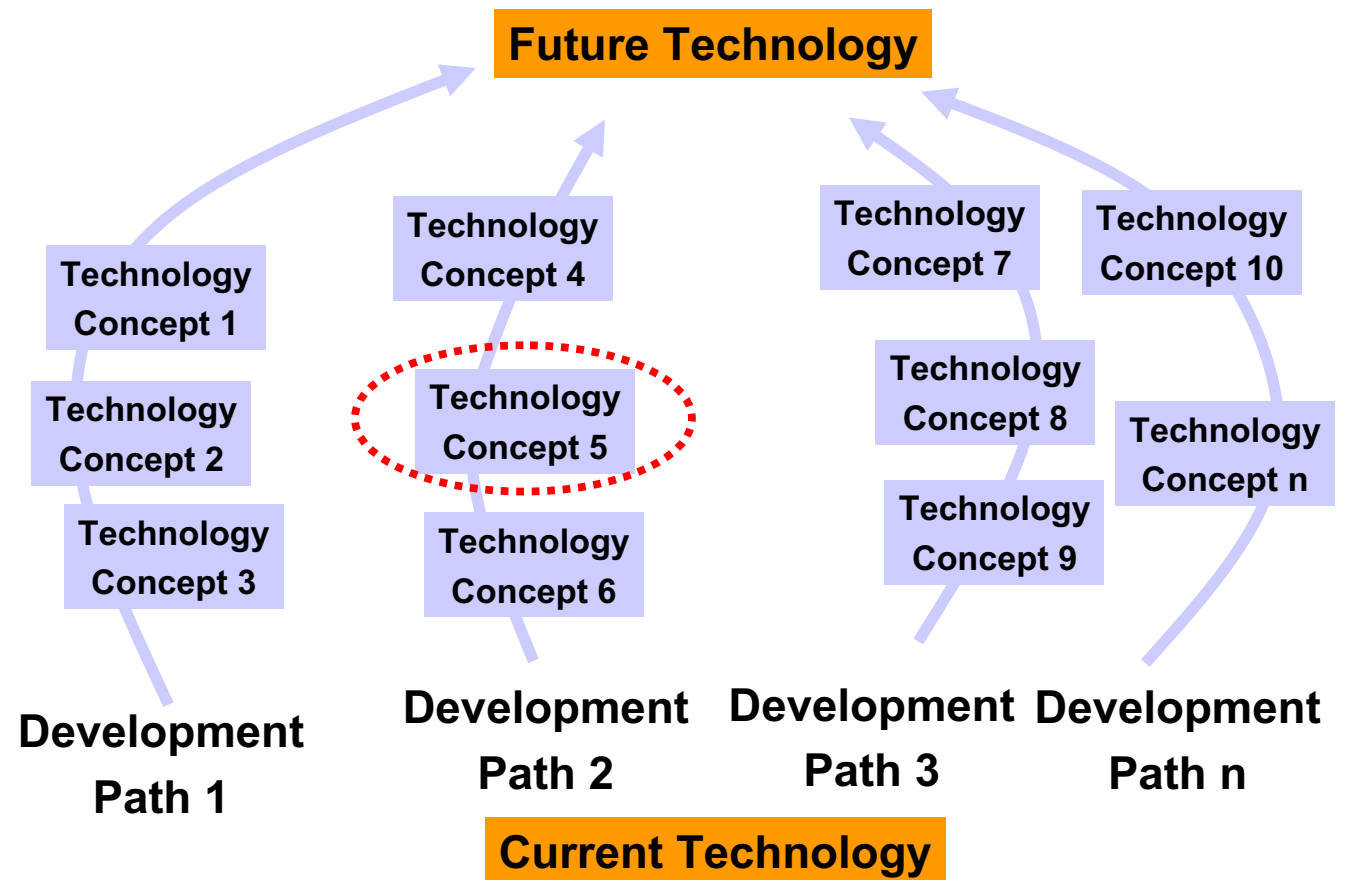 Future Technology
Technology
Concept 1
Technology
Concept 2
Technology
Concept 3
Development
Path 1
Technology
Concept 4
Technology
Concept 5
Technology
Concept 6
Development
Path 2
Technology
Concept 7
Technology
Concept 8
Technology
Concept 9
Development
Path 3
Technology
Concept 10
Technology
Concept n
Development
Path n
Current Technology